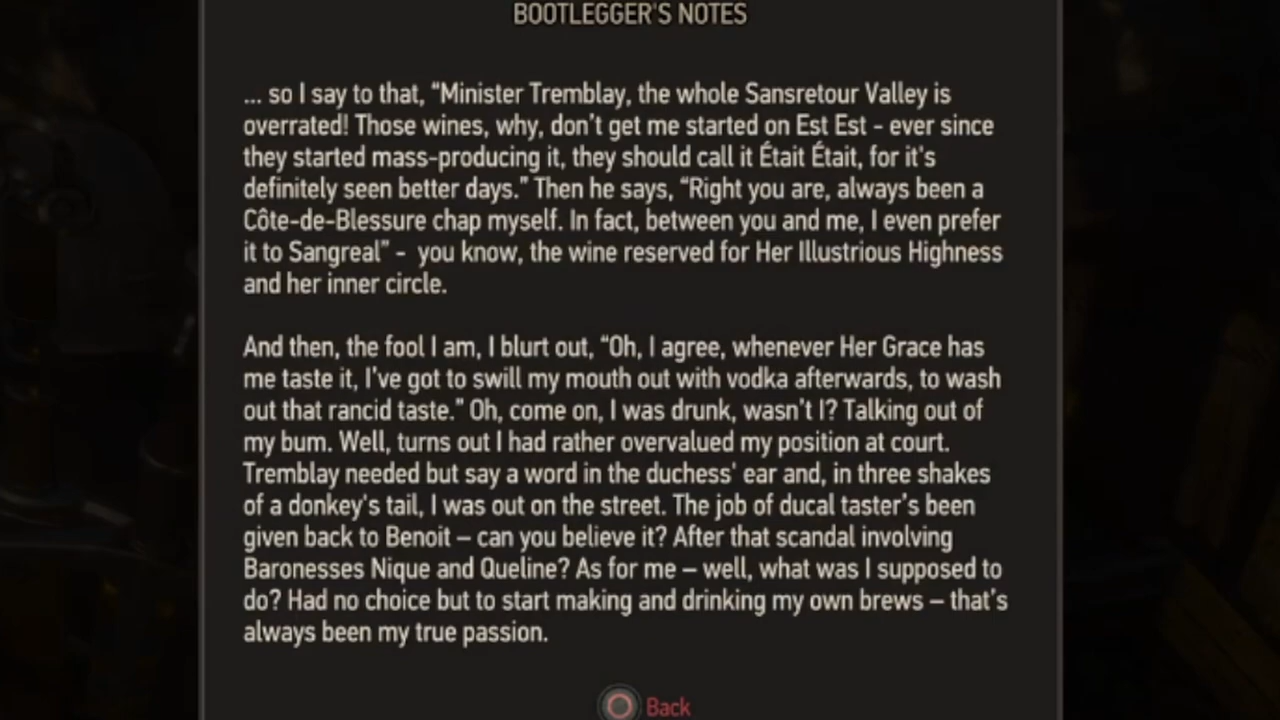 BOOTLEGGER'S NOTES
... so I say to that, “Minister Tremblay, the whole Sansretour Valley is
overrated! Those wines, why, don't get me started on Est Est - ever since
they started mass-producing it, they should call it Était Était, for it's
definitely seen better days.” Then he says, “Right you are, always been a
Côte-de-Blessure chap myself. In fact, between you and me, I even prefer
it to Sangreal” - you know, the wine reserved for Her Illustrious Highness
and her inner circle.
And then, the fool I am, I blurt out, “Oh, I agree, whenever Her Grace has
me taste it, I've got to swill my mouth out with vodka afterwards, to wash
out that rancid taste.” Oh, come on, I was drunk, wasn't I? Talking out of
my bum. Well, turns out I had rather overvalued my position at court.
Tremblay needed but say a word in the duchess' ear and, in three shakes
of a donkey's tail, I was out on the street. The job of ducal taster's been
given back to Benoit – can you believe it? After that scandal involving
Baronesses Nique and Queline? As for me – well, what was I supposed to
do? Had no choice but to start making and drinking my own brews – that's
always been my true passion.
Back